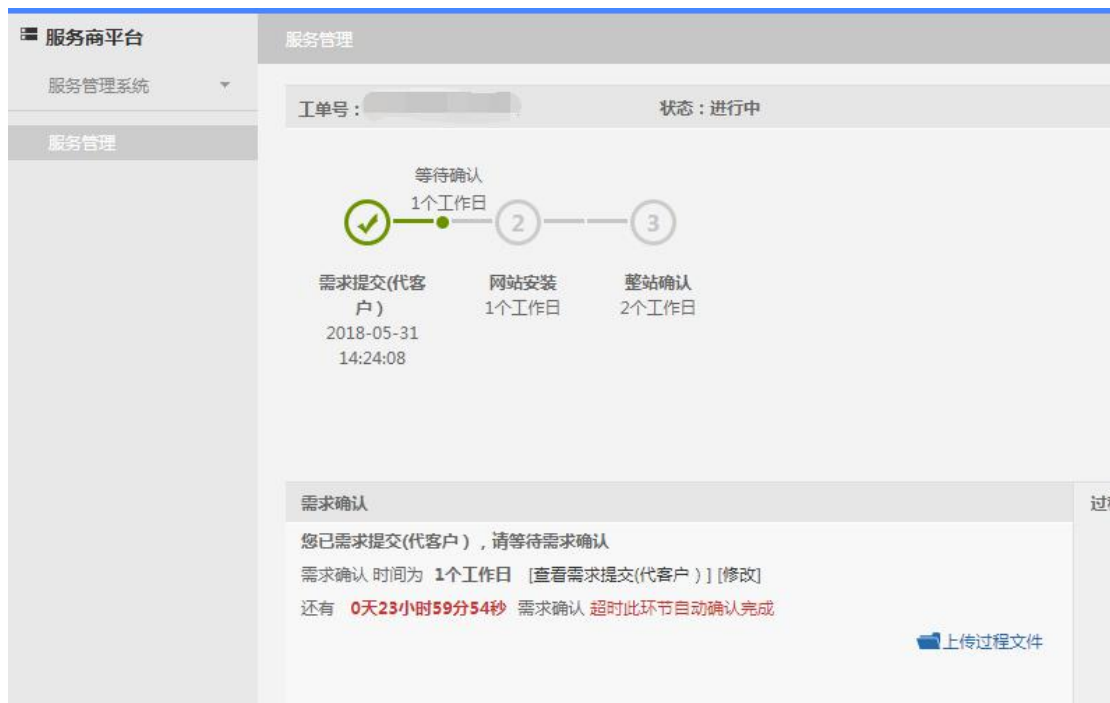 服务商平台
服务管理
服务管理系统
服务管理
工单号： 状态：进行中
等待确认
1个工作日
2
3
需求提交(代客
户）
2018-05-31
14:24:08
网站安装
1个工作日
整站确认
2个工作日
需求确认
您已需求提交(代客户），请等待需求确认
需求确认 时间为 1个工作日 [查看需求提交(代客户）] [修改]
还有 0天23小时59分54秒 需求确认 超时此环节自动确认完成
上传过程文件
过